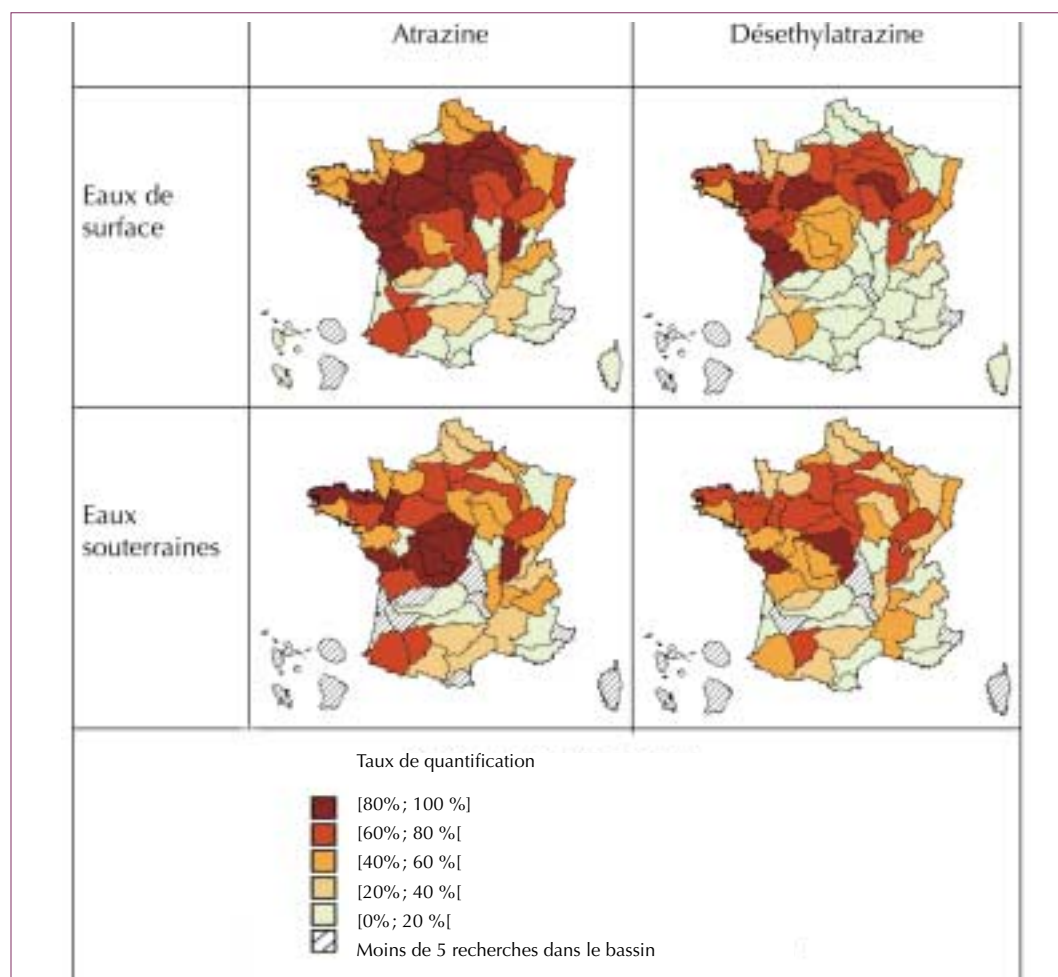 Atrazine
Désethylatrazine
Eaux de
surface
Eaux
souterraines
Taux de quantification
[80%; 100 %]
[60%; 80 %[
[40%; 60 %[
[20%; 40 %[
[0%; 20 %[
Moins de 5 recherches dans le bassin